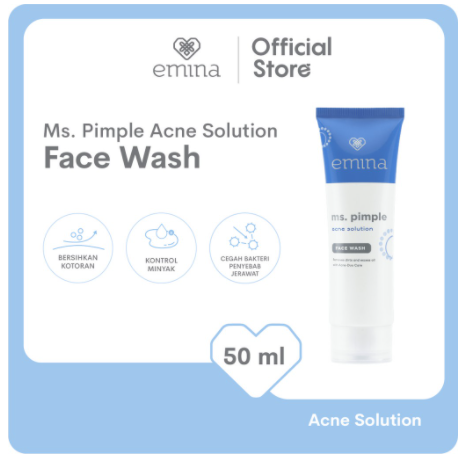 emina
Official
Store
Ms. Pimple Acne Solution
Face Wash
BERSIHKAN
KOTORAN
KONTROL
MINYAK
CEGAH BAKTERI
PENYEBAB
JERAWAT
emina
ms. pimple
acne solution
FACE WASH
50 ml
Acne Solution